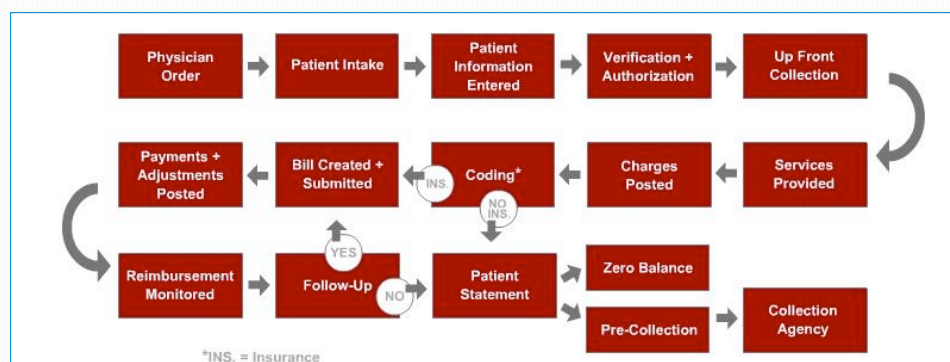 Physician
Order
Patient Intake
Patient
Information
Entered
Verification +
Authorization
Up Front
Collection
Payments +
Adjustments
Posted
Bill Created +
Submitted
INS.
Coding*
NO
INS.
Charges
Posted
Services
Provided
Reimbursement
Monitored
YES
Follow-Up
NO
Patient
Statement
Zero Balance
Pre-Collection
Collection
Agency
*INS. = Insurance